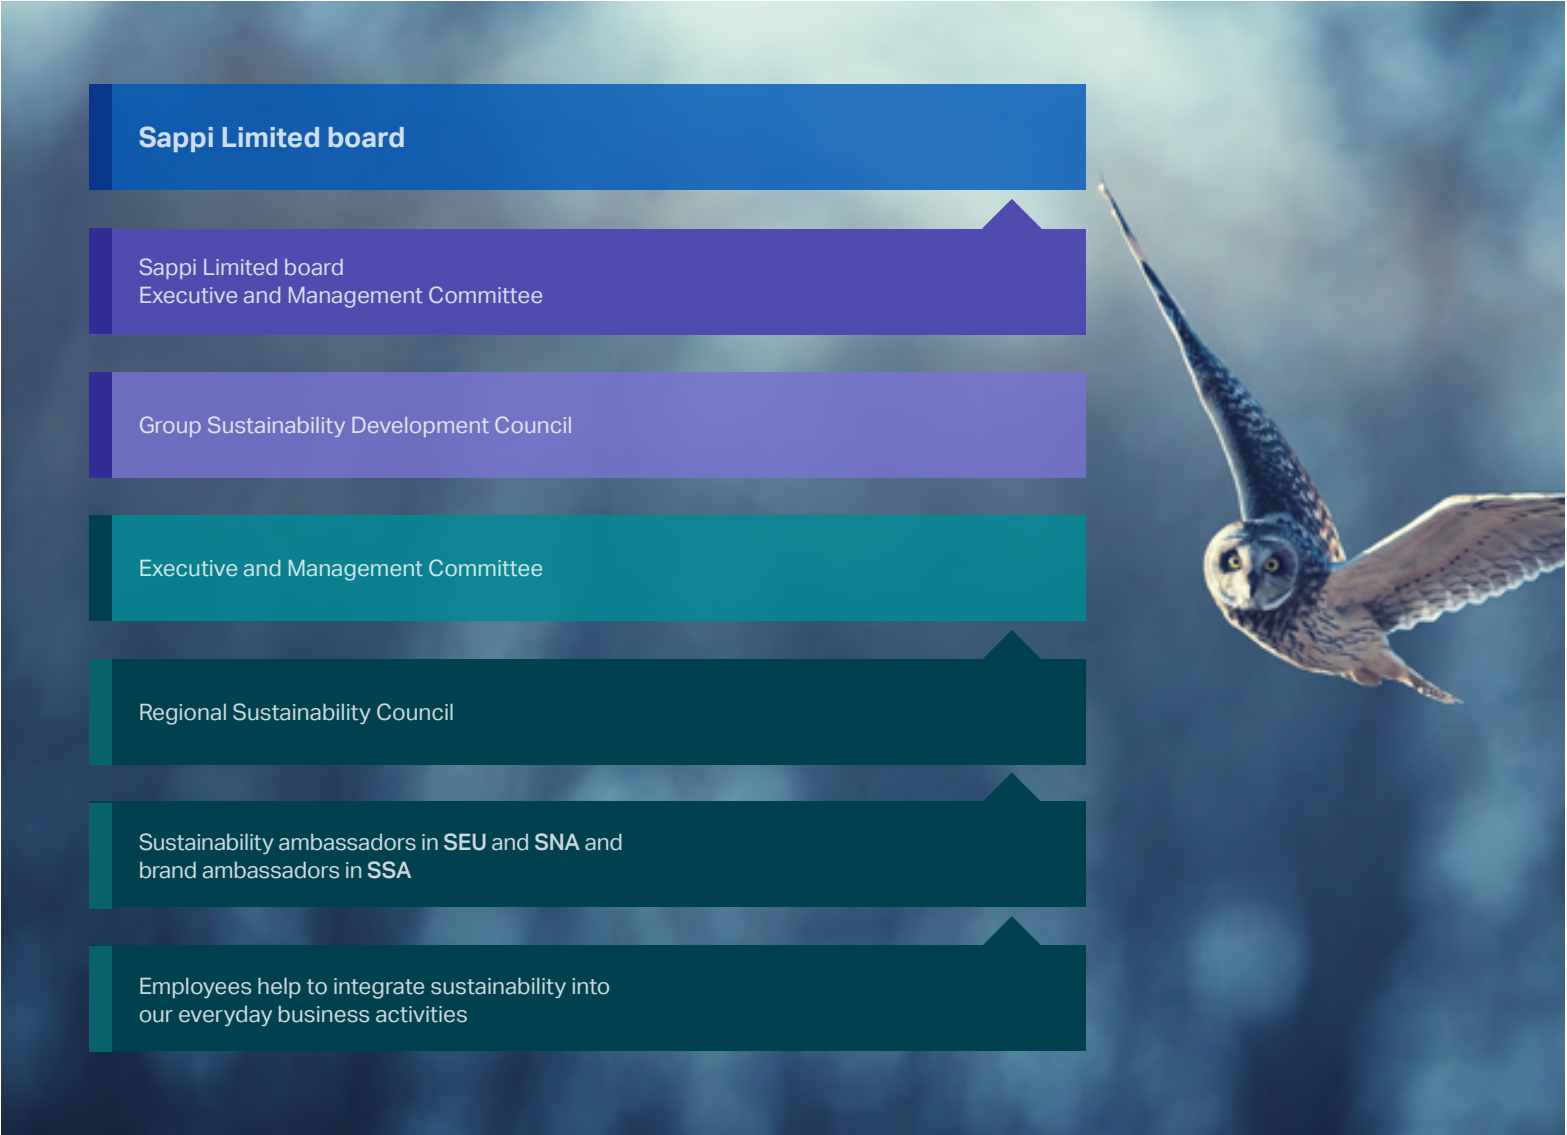 Sappi Limited board
Sappi Limited board
Executive and Management Committee
Group Sustainability Development Council
Executive and Management Committee
Regional Sustainability Council
Sustainability ambassadors in SEU and SNA and
brand ambassadors in SSA
Employees help to integrate sustainability into
our everyday business activities